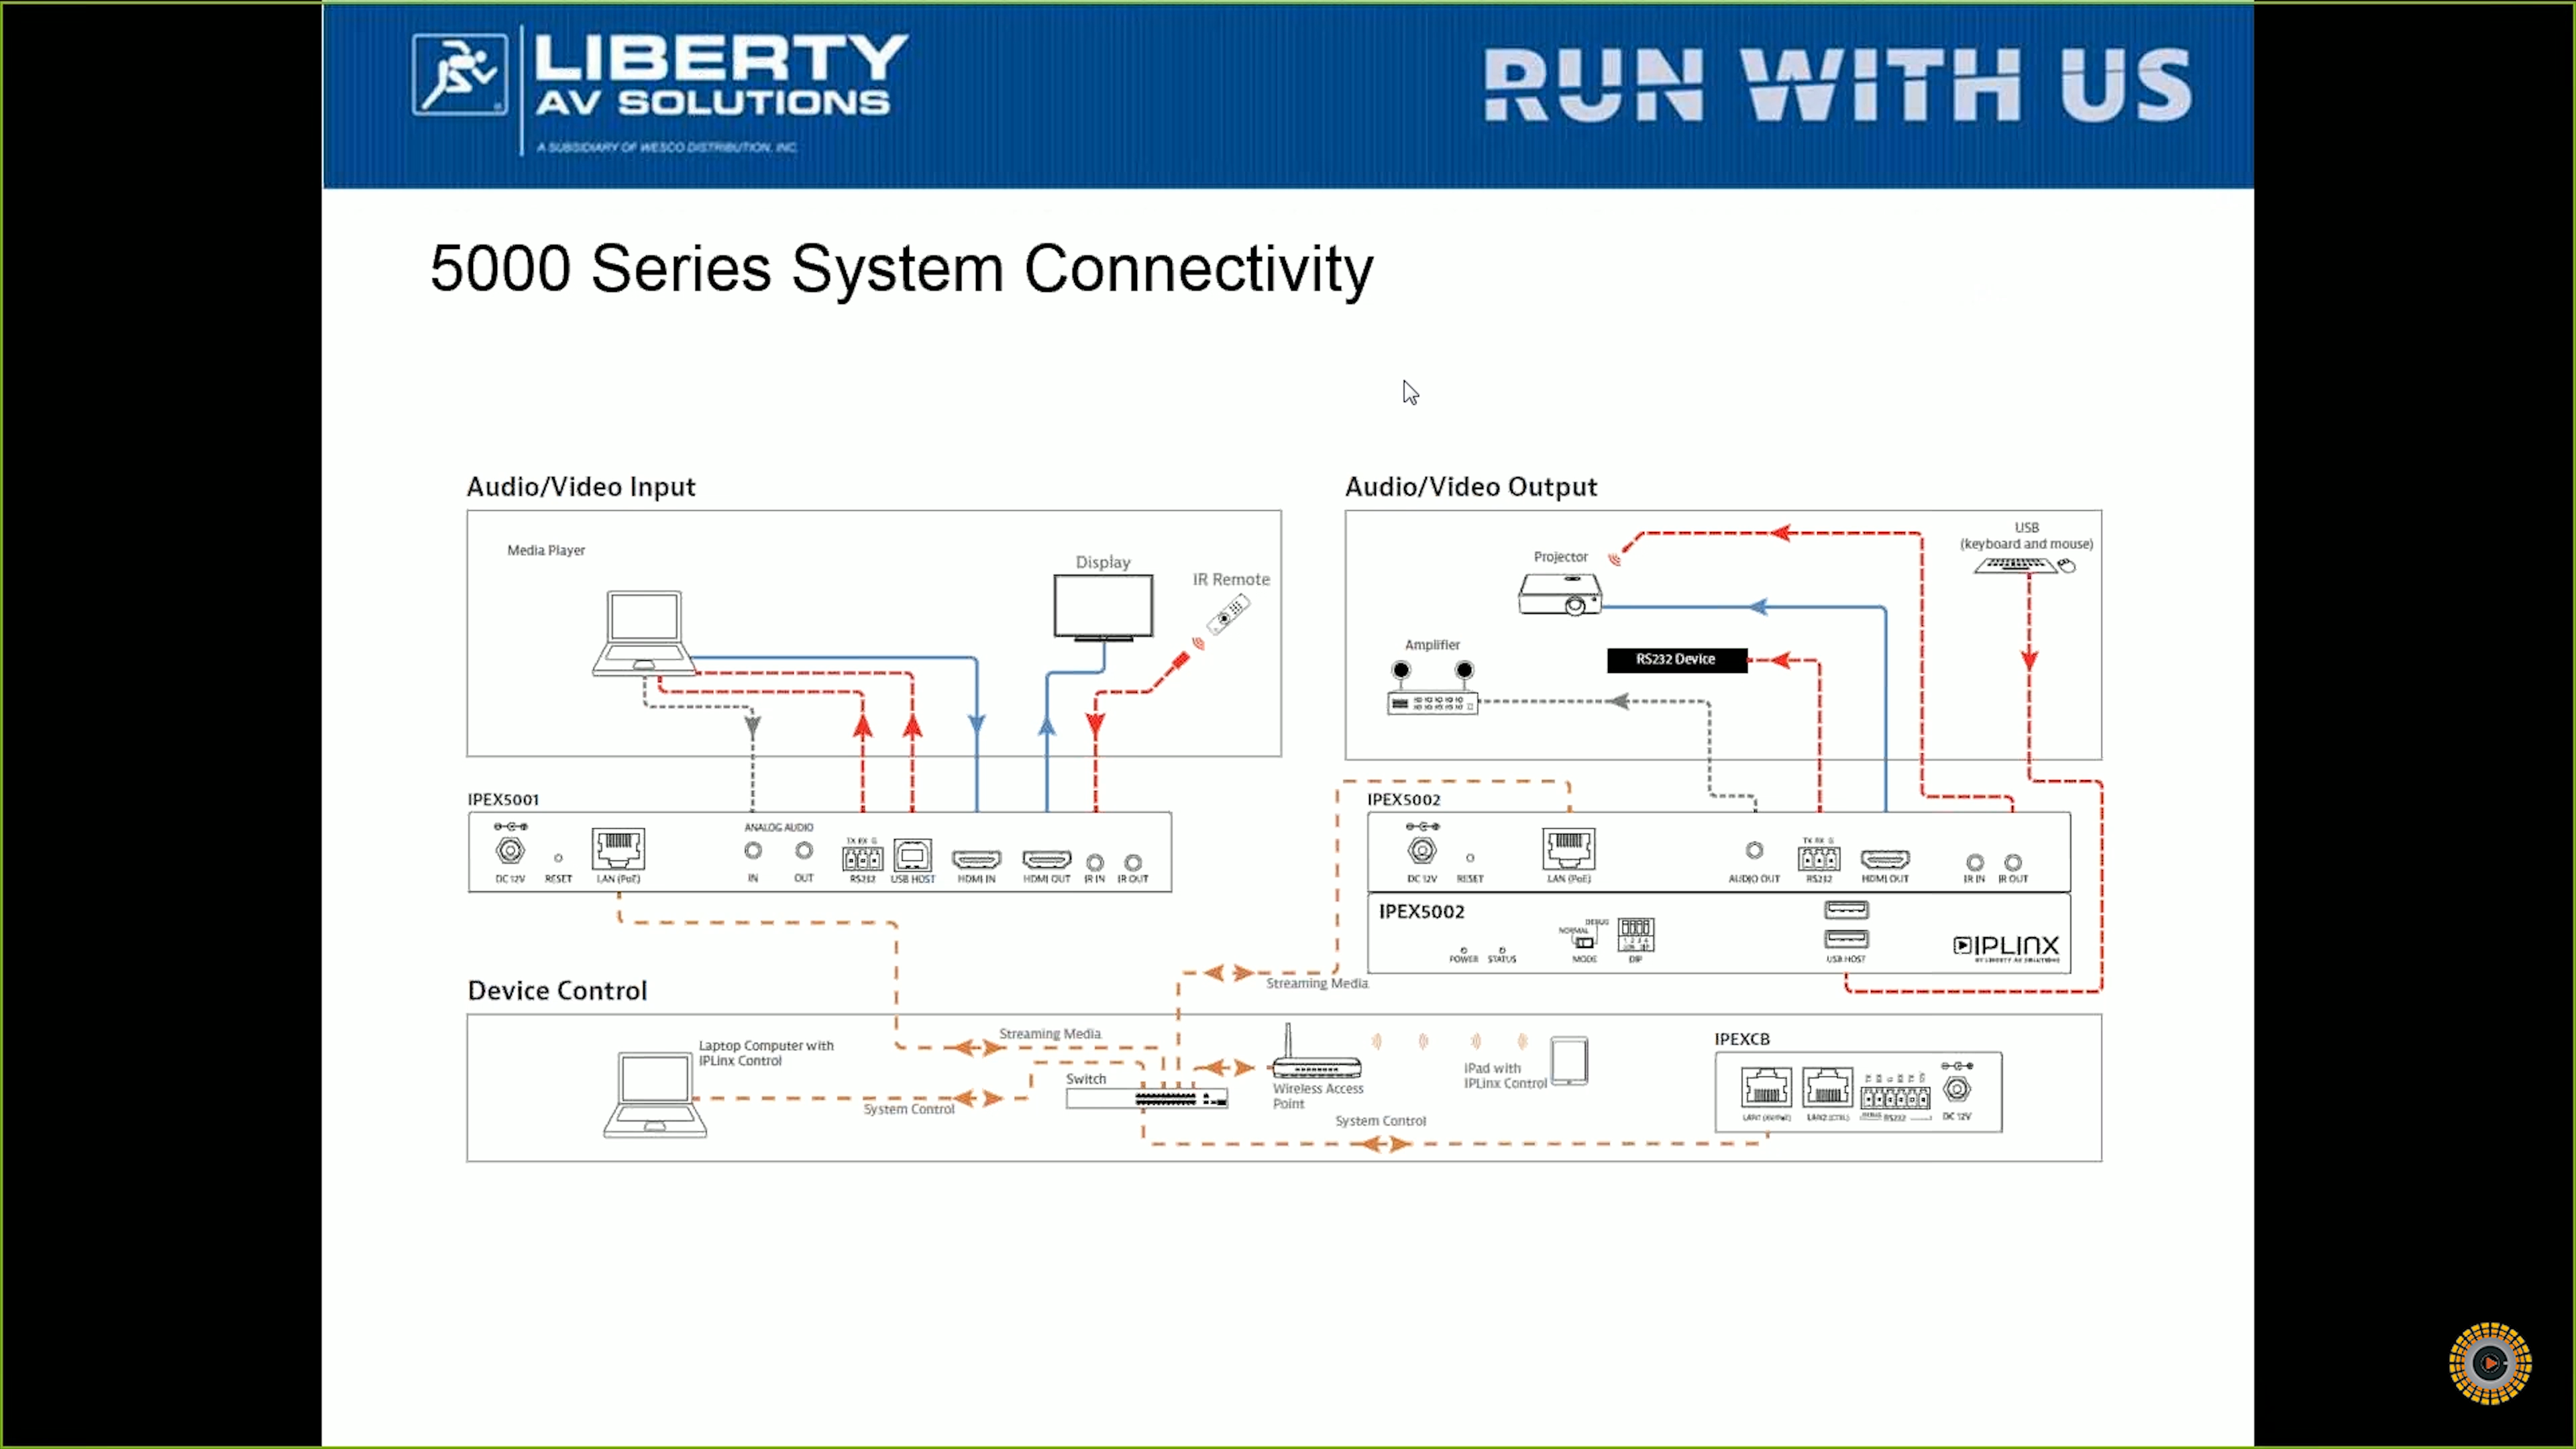 LIBERTY
AV SOLUTIONS
A SUBSIDIARY OF WESCO DISTRIBUTION, INC.
RUN WITH US
5000 Series System Connectivity
Audio/Video Input
Media Player
Display
IR Remote
IPEX5001
ANALOG AUDIO
TX RX G
DC 12V
RESET
LAN (PoE)
IN
OUT
RS232
USB HOST
HDMI IN
HDMI OUT
IR IN
IR OUT
Audio/Video Output
USB
(keyboard and mouse)
Projector
Amplifier
RS232 Device
IPEX5002
TX RX G
DC 12V
RESET
LAN (PoE)
AUDIO OUT
RS232
HDMI OUT
IR IN
IR OUT
IPEX5002
POWER
STATUS
NORMAL
DEBUG
MODE
1 2 3 4
DIP
USB HOST
IPLINX
BY LIBERTY AV SOLUTIONS
Streaming Media
Device Control
Laptop Computer with
IPLinx Control
Streaming Media
System Control
Switch
Wireless Access
Point
iPad with
IPLinx Control
System Control
IPEXCB
LAN1 (AV/PoE)
LAN2 (CTRL)
RS232
DC 12V